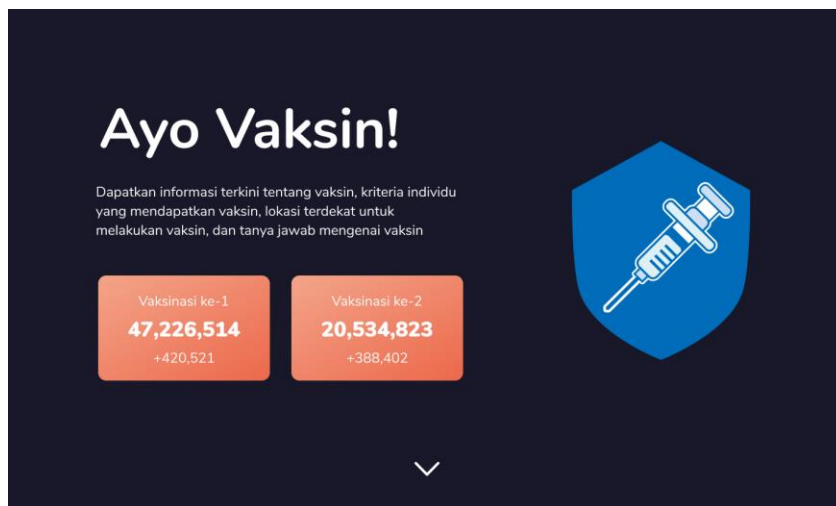 Ayo Vaksin!
Dapatkan informasi terkini tentang vaksin, kriteria individu
yang mendapatkan vaksin, lokasi terdekat untuk
melakukan vaksin, dan tanya jawab mengenai vaksin
Vaksinasi ke-1
47,226,514
+420,521
Vaksinasi ke-2
20,534,823
+388,402